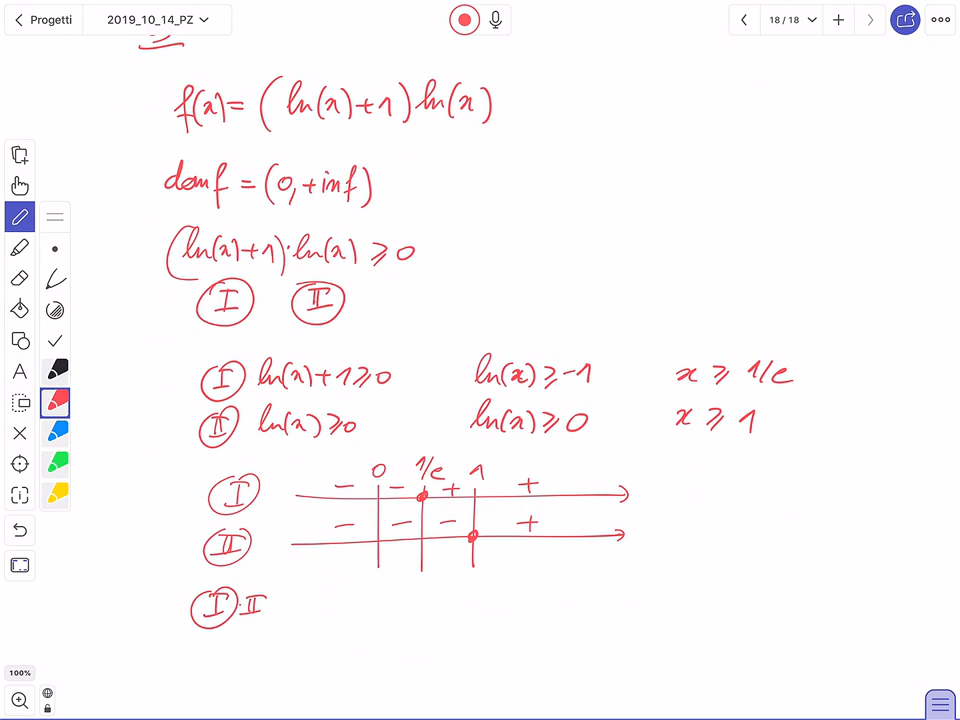 Progetti 2019_10_14_PZ 18 / 18
f(x)= (ln(x)+1)ln(x)
domf = (0,+inf)
(ln(x)+1)·ln(x) ⩾ 0
I II
I ln(x)+1⩾0 ln(x)⩾-1 x ⩾ 1/e
II ln(x)⩾0 ln(x)⩾0 x ⩾ 1
0 1/e 1
I - - + +
II - - - +
I·II
100%